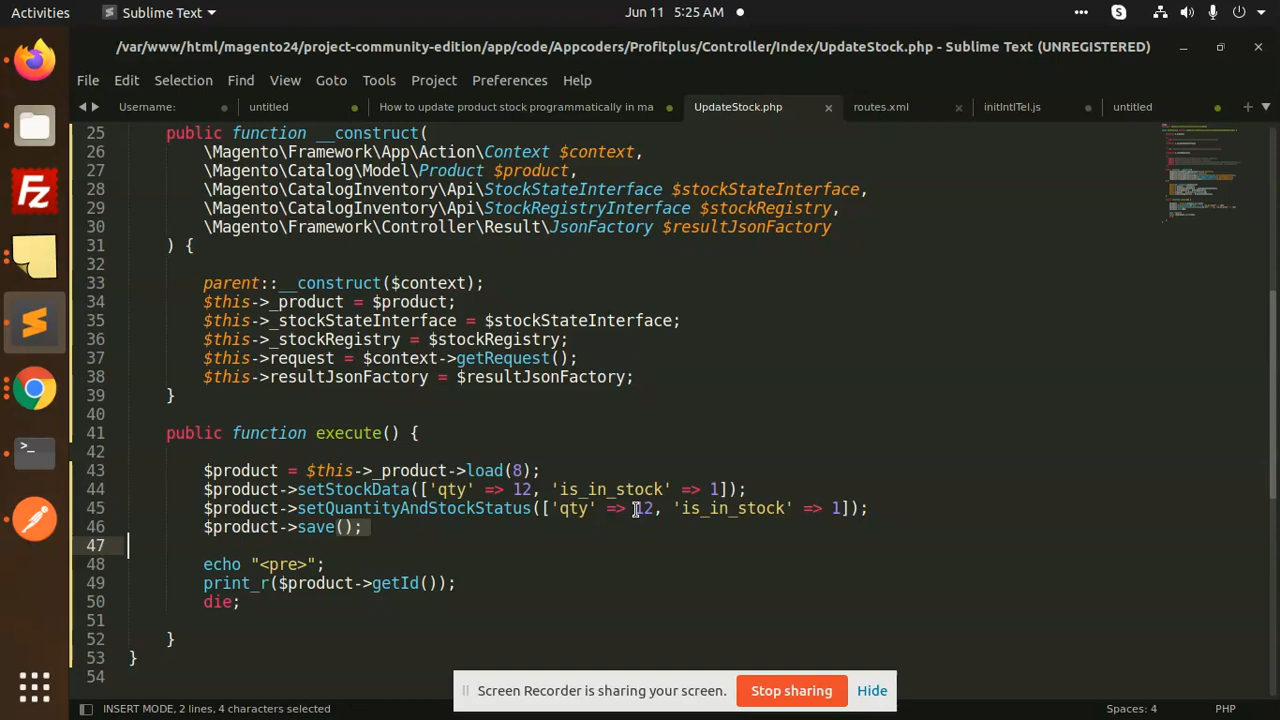 Activities
Sublime Text
Jun 11 5:25 AM
/var/www/html/magento24/project-community-edition/app/code/Appcoders/Profitplus/Controller/Index/UpdateStock.php - Sublime Text (UNREGISTERED)
File Edit Selection Find View Goto Tools Project Preferences Help
Username: untitled How to update product stock programmatically in ma UpdateStock.php routes.xml initIntlTel.js untitled
25 public function __construct(
26 \Magento\Framework\App\Action\Context $context,
27 \Magento\Catalog\Model\Product $product,
28 \Magento\CatalogInventory\Api\StockStateInterface $stockStateInterface,
29 \Magento\CatalogInventory\Api\StockRegistryInterface $stockRegistry,
30 \Magento\Framework\Controller\Result\JsonFactory $resultJsonFactory
31 ) {
32
33 parent::__construct($context);
34 $this->_product = $product;
35 $this->_stockStateInterface = $stockStateInterface;
36 $this->_stockRegistry = $stockRegistry;
37 $this->request = $context->getRequest();
38 $this->resultJsonFactory = $resultJsonFactory;
39 }
40
41 public function execute() {
42
43 $product = $this->_product->load(8);
44 $product->setStockData(['qty' => 12, 'is_in_stock' => 1]);
45 $product->setQuantityAndStockStatus(['qty' => 12, 'is_in_stock' => 1]);
46 $product->save();
47
48 echo "<pre>";
49 print_r($product->getId());
50 die;
51
52 }
53 }
54
Screen Recorder is sharing your screen. Stop sharing Hide
INSERT MODE, 2 lines, 4 characters selected Spaces: 4 PHP